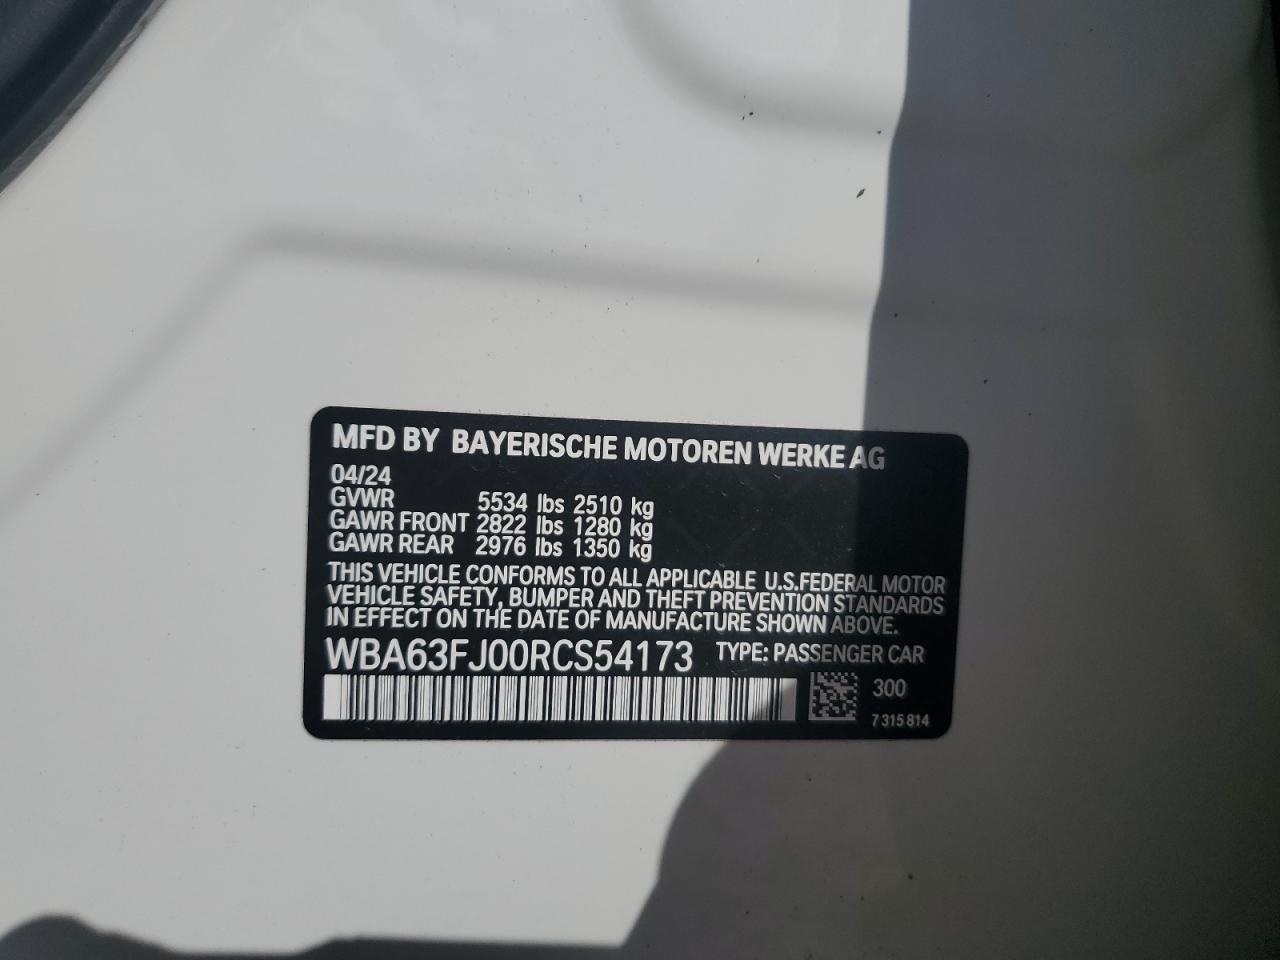 MFD BY BAYERISCHE MOTOREN WERKE AG
04/24
GVWR 5534 lbs 2510 kg
GAWR FRONT 2822 lbs 1280 kg
GAWR REAR 2976 lbs 1350 kg
THIS VEHICLE CONFORMS TO ALL APPLICABLE U.S.FEDERAL MOTOR
VEHICLE SAFETY, BUMPER AND THEFT PREVENTION STANDARDS
IN EFFECT ON THE DATE OF MANUFACTURE SHOWN ABOVE.
WBA63FJ00RCS54173 TYPE: PASSENGER CAR
300
7 315 814